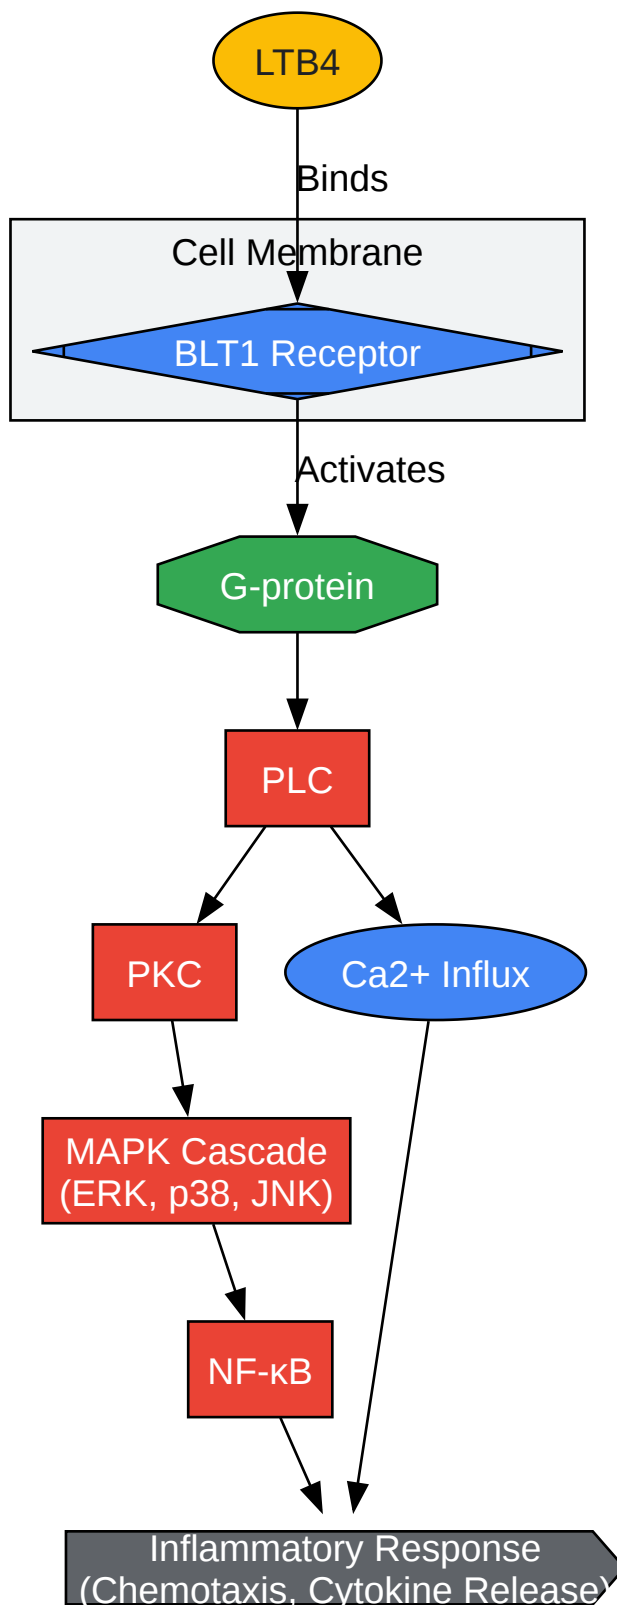 LTB4
Binds
Cell Membrane
BLT1 Receptor
Activates
G-protein
PLC
PKC
Ca2+ Influx
MAPK Cascade
(ERK, p38, JNK)
NF-κB
Inflammatory Response
(Chemotaxis, Cytokine Release)